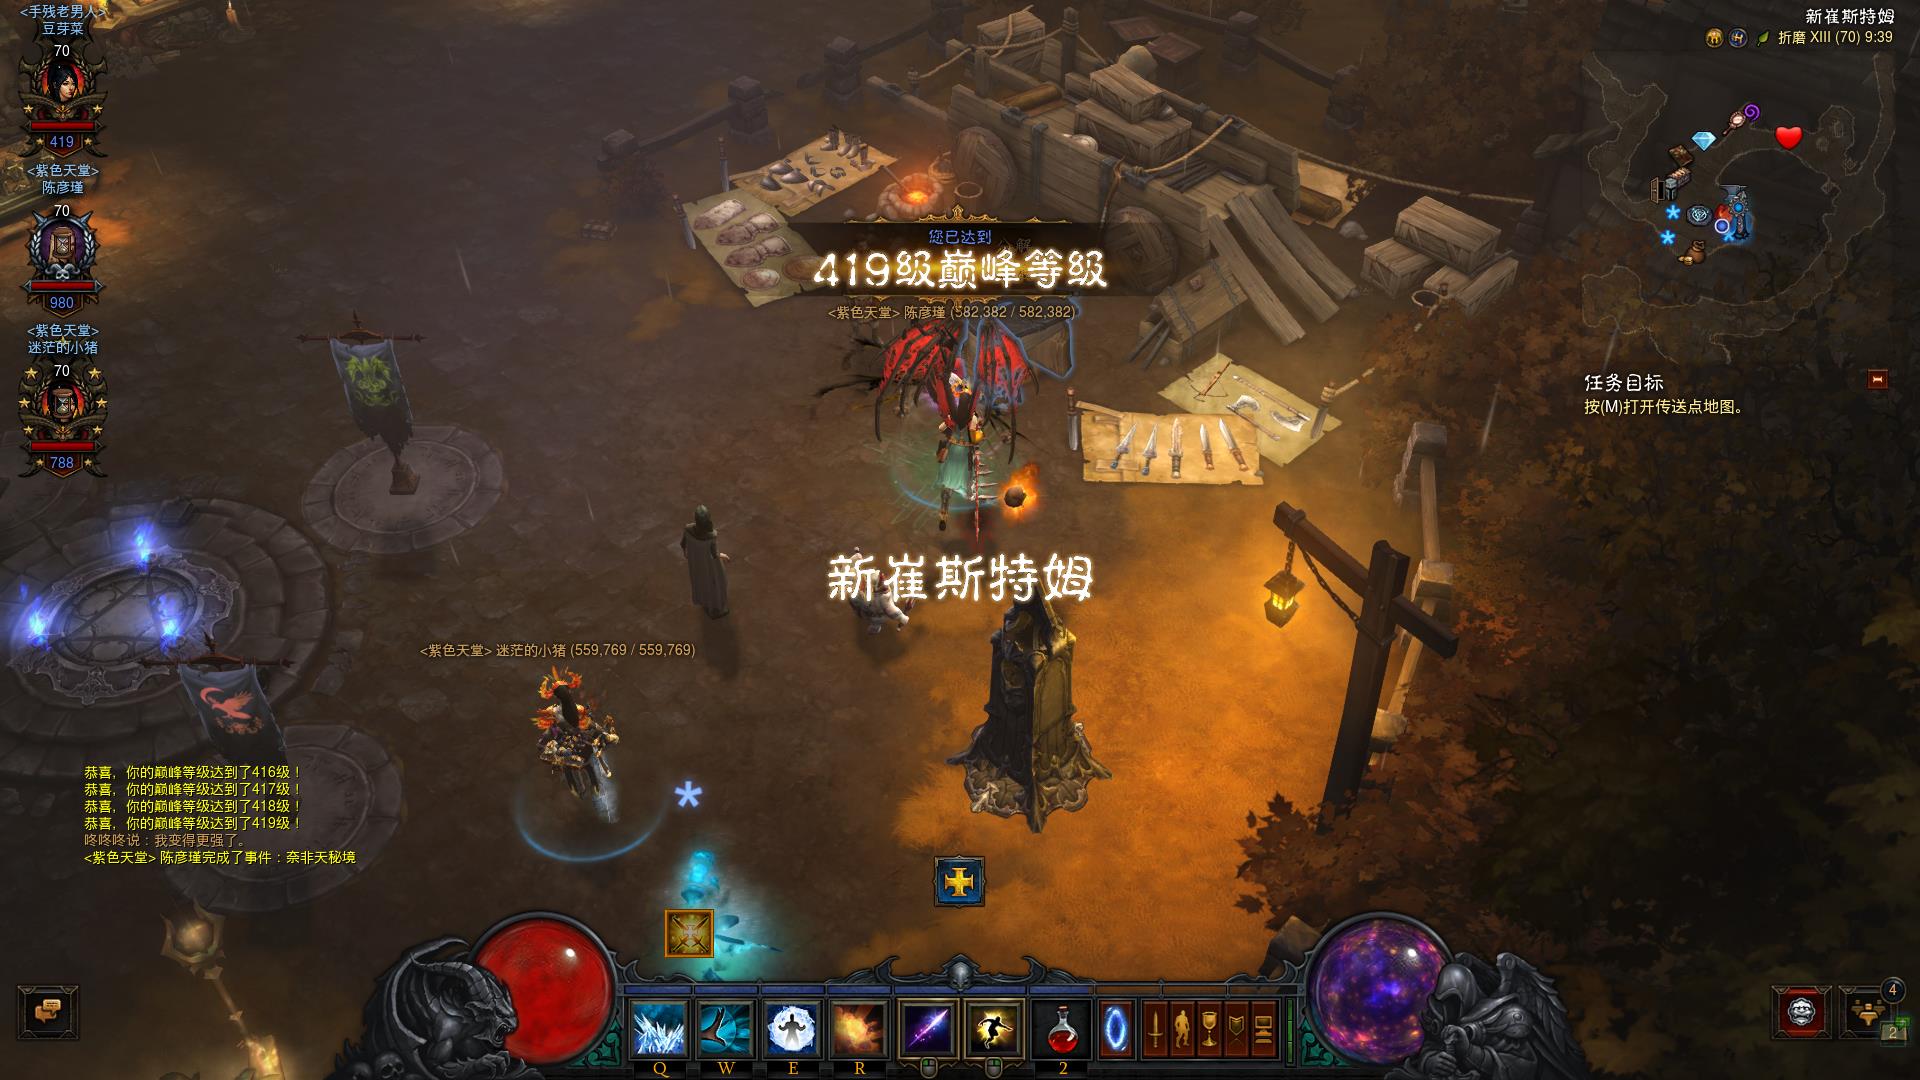 <手残老男人>
豆芽菜
70
419
<紫色天堂>
陈彦瑾
70
980
<紫色天堂>
迷茫的小猪
70
788
新崔斯特姆
折磨 XIII (70) 9:39
您已达到
419级巅峰等级
<紫色天堂> 陈彦瑾 (582,382 / 582,382)
任务目标
按(M)打开传送点地图。
新崔斯特姆
<紫色天堂> 迷茫的小猪 (559,769 / 559,769)
恭喜，你的巅峰等级达到了416级！
恭喜，你的巅峰等级达到了417级！
恭喜，你的巅峰等级达到了418级！
恭喜，你的巅峰等级达到了419级！
咚咚咚说：我变得更强了。
<紫色天堂> 陈彦瑾完成了事件：奈非天秘境
4
2
Q W E R 2